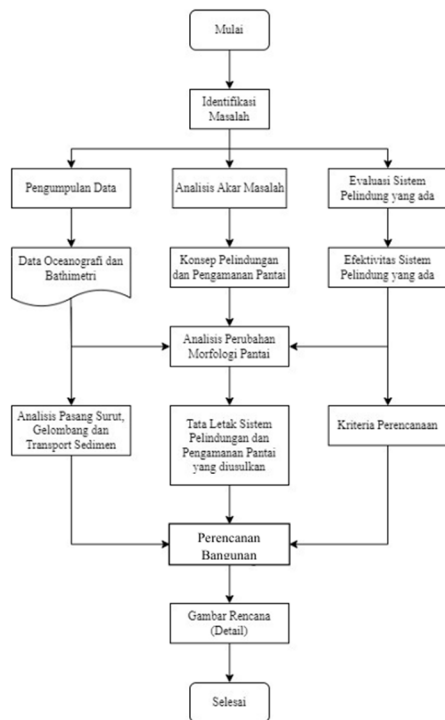 Mulai
Identifikasi
Masalah
Pengumpulan Data
Analisis Akar Masalah
Evaluasi Sistem
Pelindung yang ada
Data Oceanografi dan
Bathimetri
Konsep Pelindungan
dan Pengamanan Pantai
Efektivitas Sistem
Pelindung yang ada
Analisis Perubahan
Morfologi Pantai
Analisis Pasang Surut,
Gelombang dan
Transport Sedimen
Tata Letak Sistem
Pelindungan dan
Pengamanan Pantai
yang diusulkan
Kriteria Perencanaan
Perencanan
Bangunan
Gambar Rencana
(Detail)
Selesai